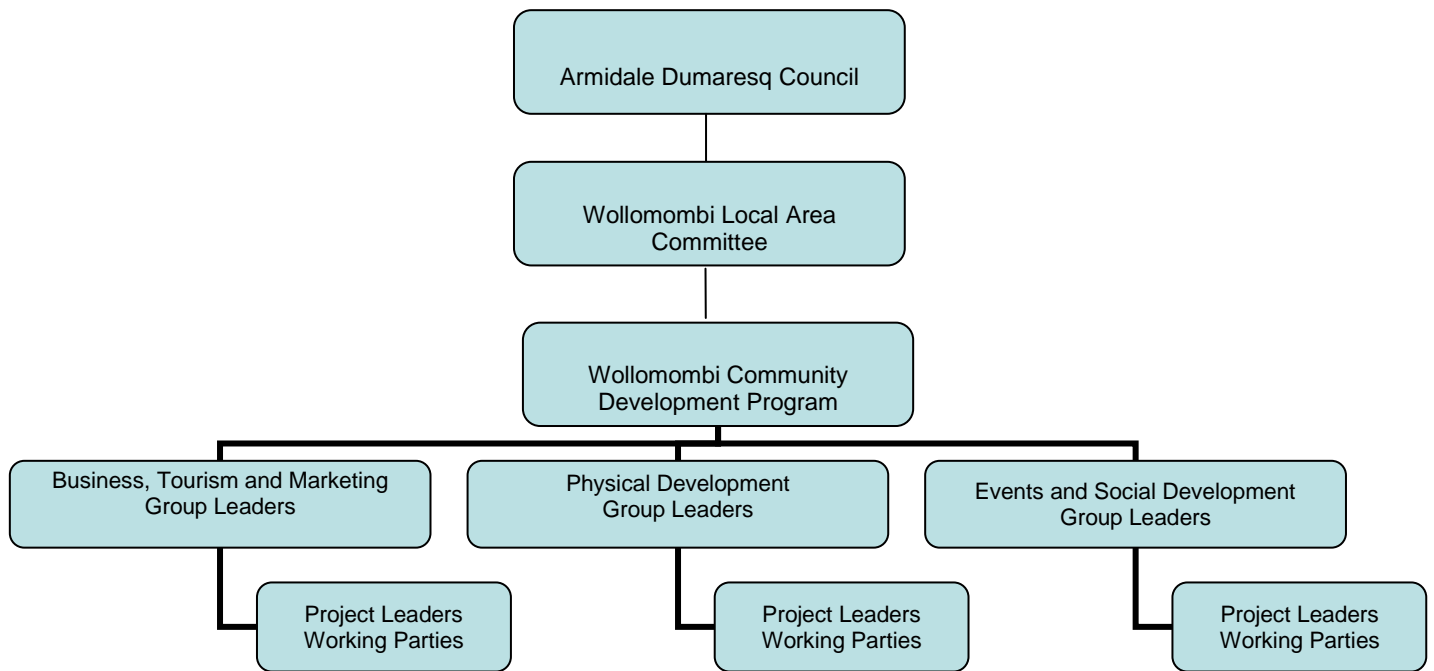 Armidale Dumaresq Council
Wollomombi Local Area
Committee
Wollomombi Community
Development Program
Business, Tourism and Marketing
Group Leaders
Physical Development
Group Leaders
Events and Social Development
Group Leaders
Project Leaders
Working Parties
Project Leaders
Working Parties
Project Leaders
Working Parties